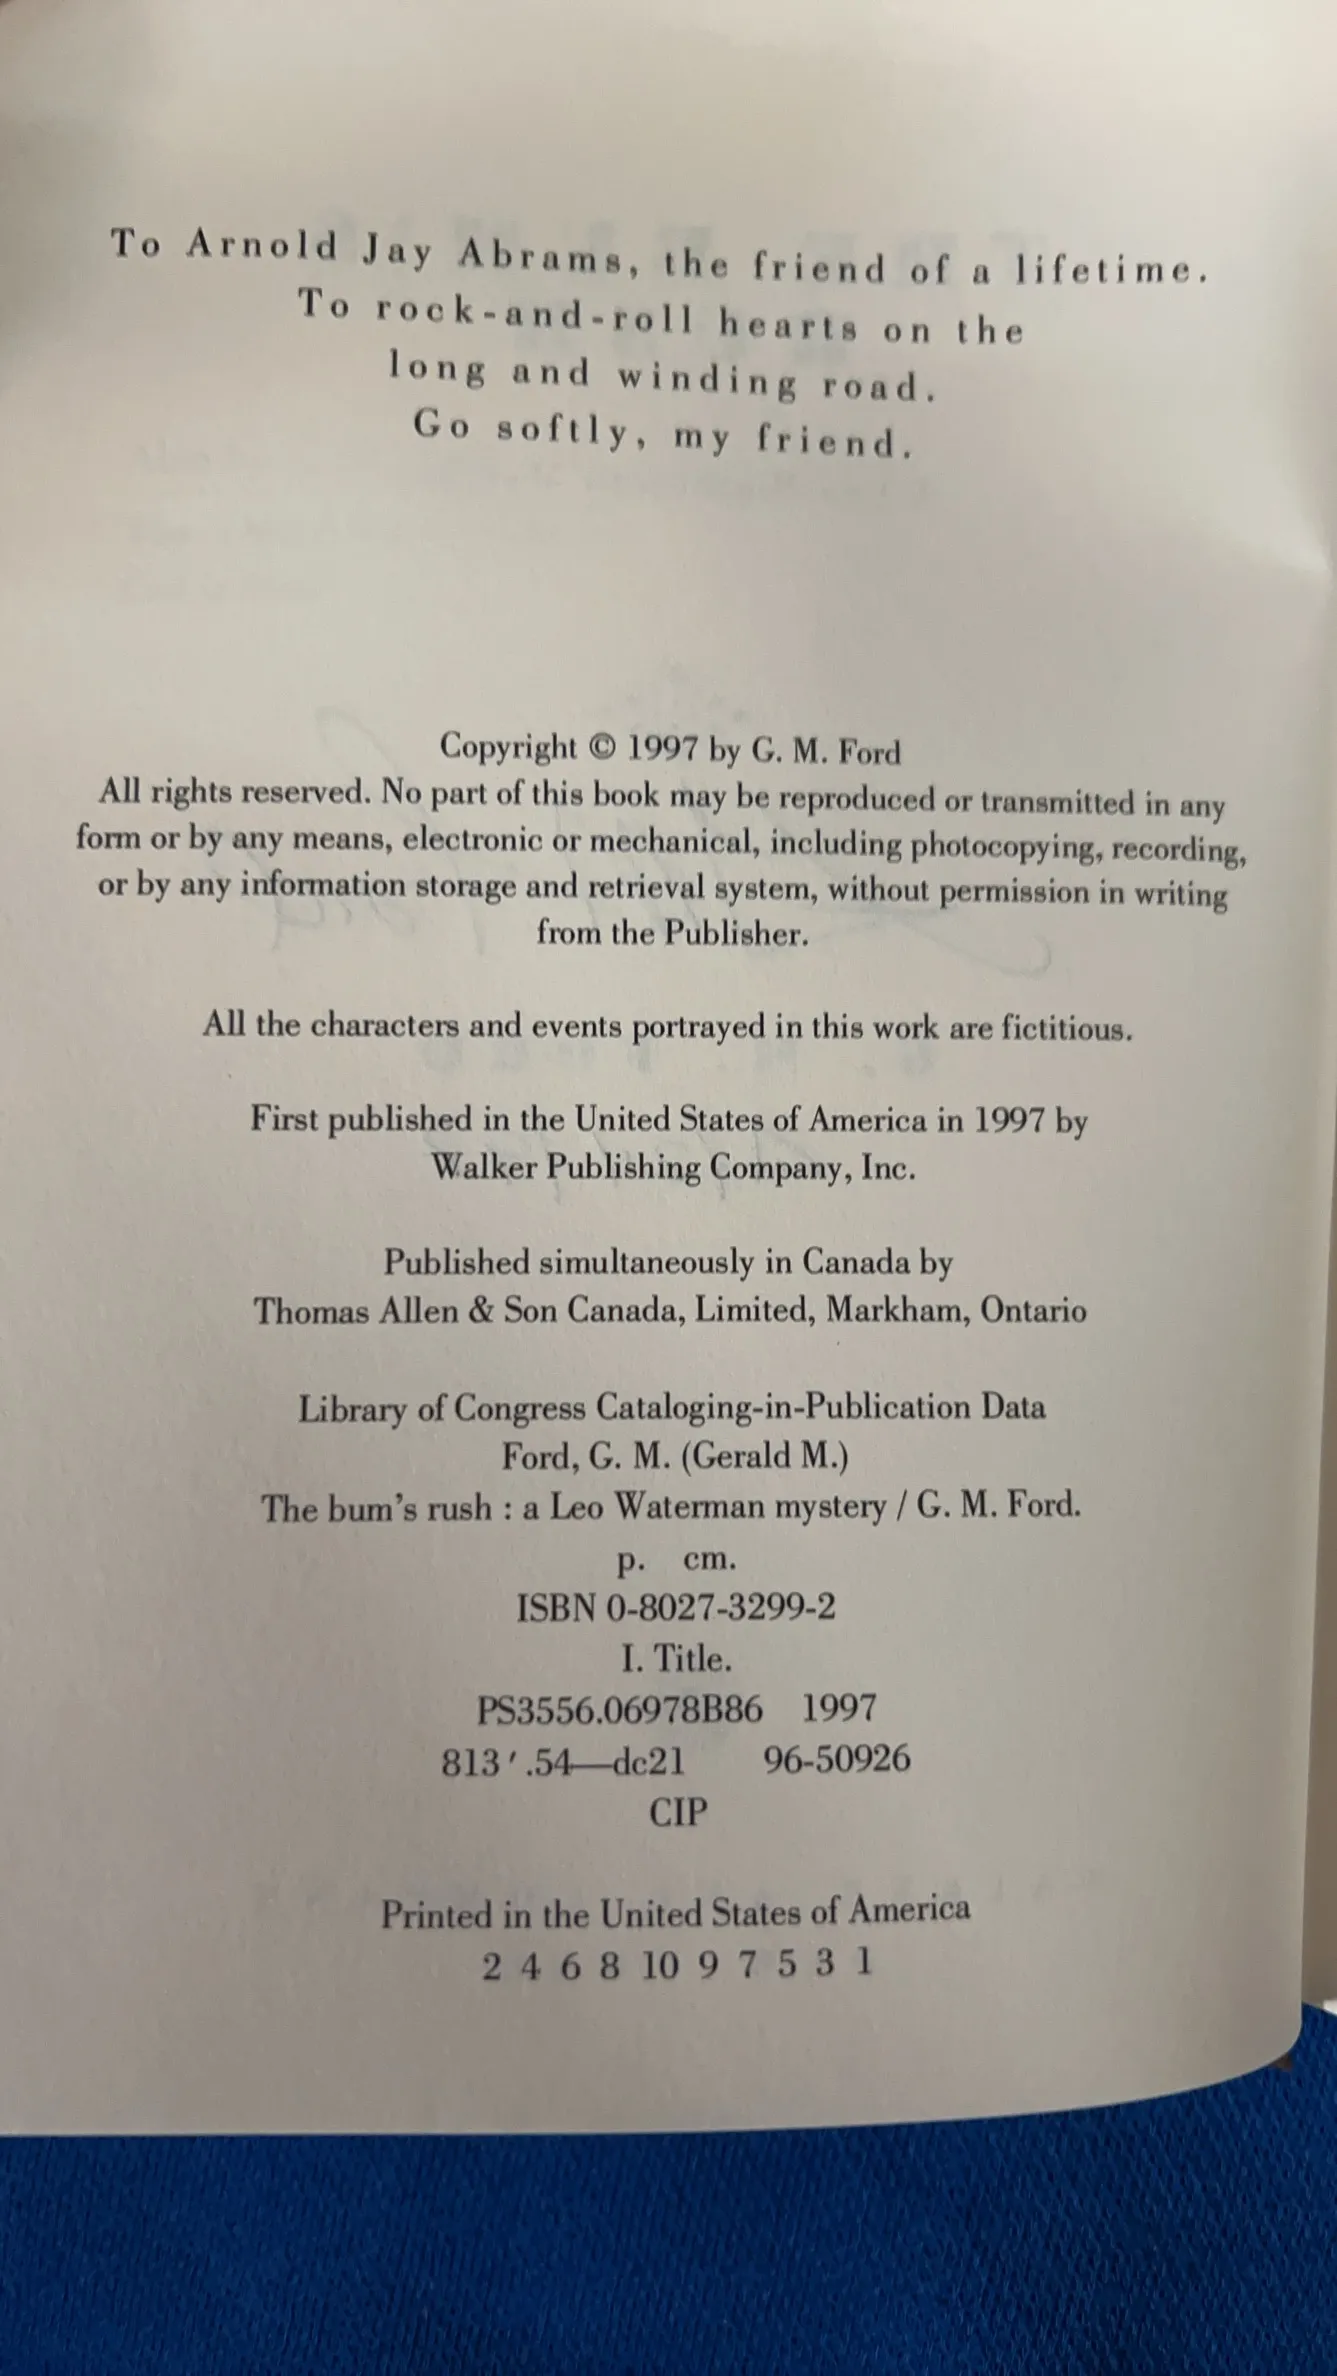 To Arnold Jay Abrams, the friend of a lifetime.
To rock-and-roll hearts on the
long and winding road.
Go softly, my friend.
Copyright © 1997 by G. M. Ford
All rights reserved. No part of this book may be reproduced or transmitted in any
form or by any means, electronic or mechanical, including photocopying, recording,
or by any information storage and retrieval system, without permission in writing
from the Publisher.
All the characters and events portrayed in this work are fictitious.
First published in the United States of America in 1997 by
Walker Publishing Company, Inc.
Published simultaneously in Canada by
Thomas Allen & Son Canada, Limited, Markham, Ontario
Library of Congress Cataloging-in-Publication Data
Ford, G. M. (Gerald M.)
The bum's rush : a Leo Waterman mystery / G. M. Ford.
p. cm.
ISBN 0-8027-3299-2
I. Title.
PS3556.06978B86 1997
813′.54—dc21 96-50926
CIP
Printed in the United States of America
2 4 6 8 10 9 7 5 3 1